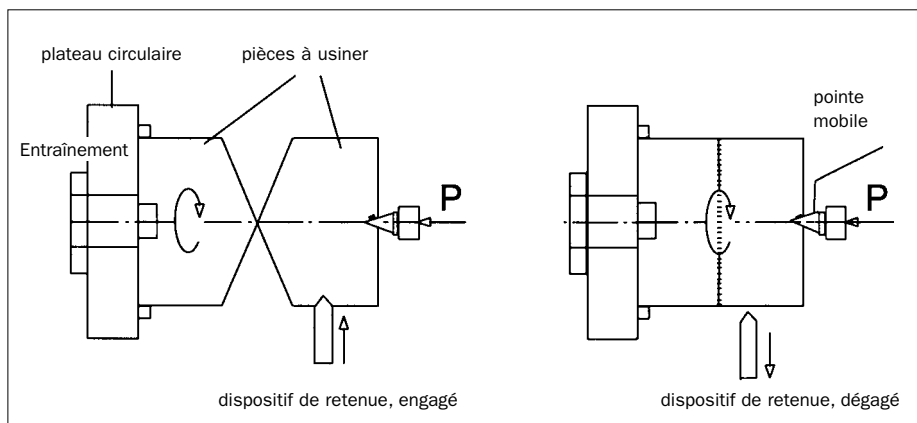 plateau circulaire
pièces à usiner
Entraînement
P
dispositif de retenue, engagé
pointe
mobile
P
dispositif de retenue, dégagé